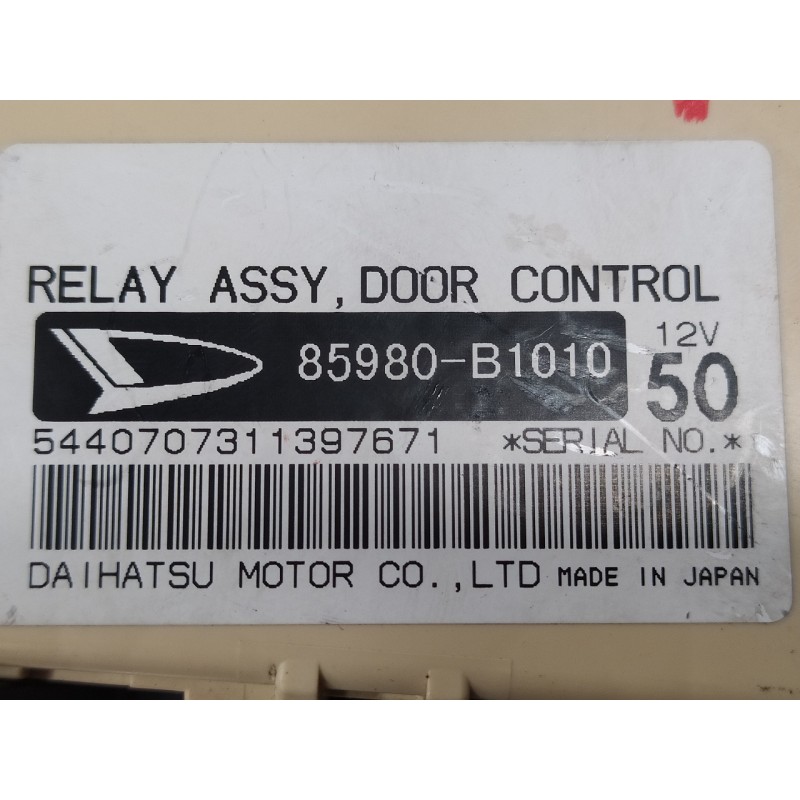 RELAY ASSY, DOOR CONTROL
85980-B1010 12V 50
5440707311397671 *SERIAL NO.*
DAIHATSU MOTOR CO.,LTD MADE IN JAPAN